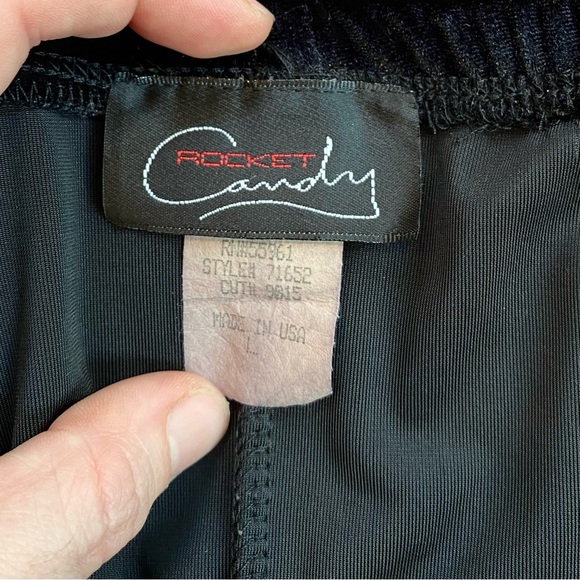 ROCKET
Candy
RN#55961
STYLE# 71652
CUT# 9815
MADE IN USA
L